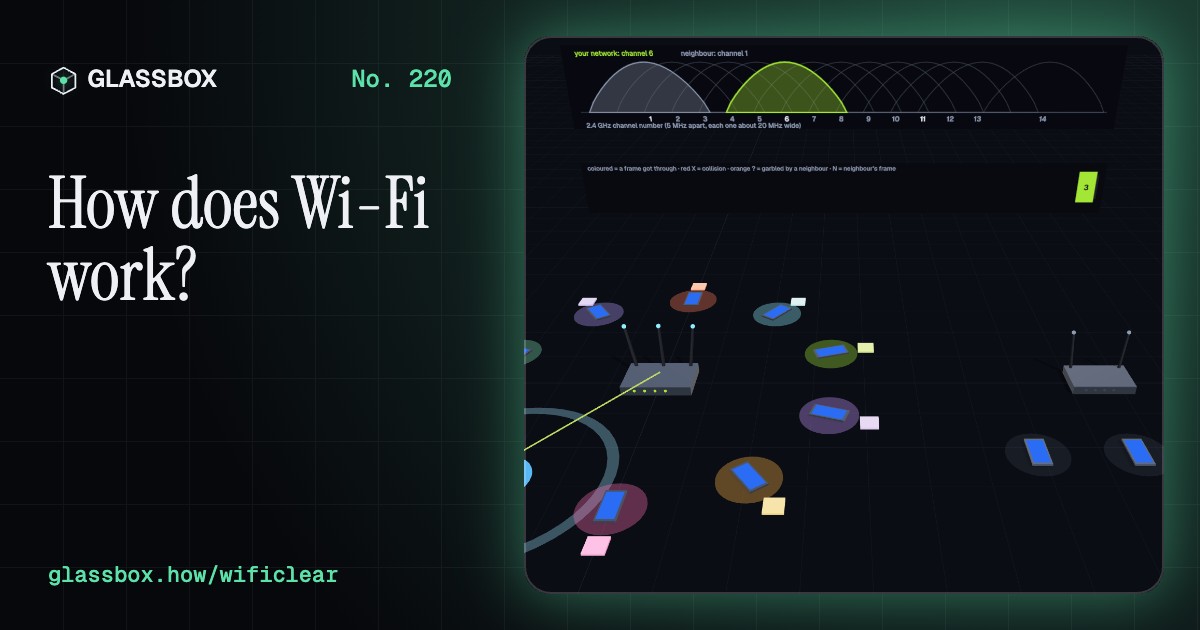 GLASSBOX
No. 220
How does Wi-Fi
work?
glassbox.how/wificlear
your network: channel 6
neighbour: channel 1
1 2 3 4 5 6 7 8 9 10 11 12 13 14
2.4 GHz channel number (5 MHz apart, each one about 20 MHz wide)
coloured = a frame got through · red X = collision · orange ? = garbled by a neighbour · N = neighbour's frame
3